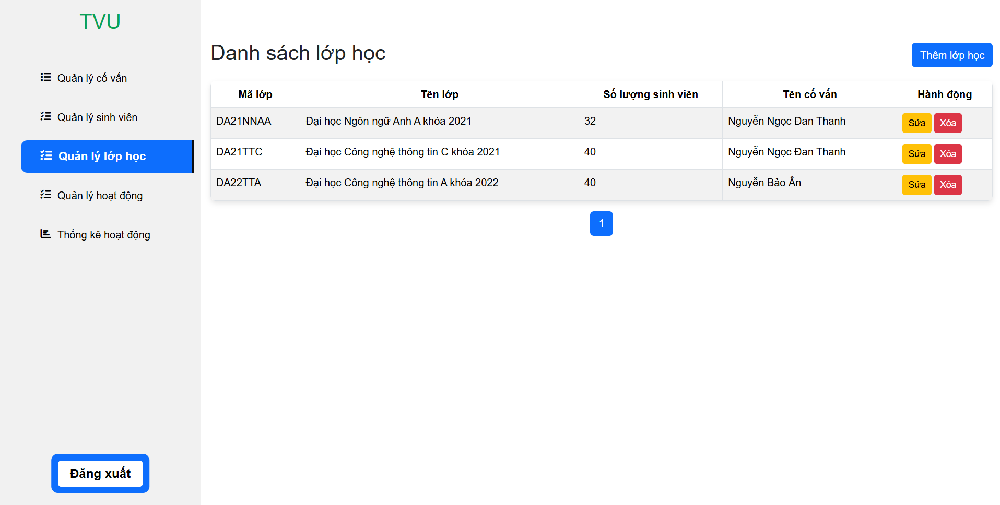 TVU
Quản lý cố vấn
Quản lý sinh viên
Quản lý lớp học
Quản lý hoạt động
Thống kê hoạt động
Đăng xuất
Danh sách lớp học
Thêm lớp học
Mã lớp Tên lớp Số lượng sinh viên Tên cố vấn Hành động
DA21NNAA Đại học Ngôn ngữ Anh A khóa 2021 32 Nguyễn Ngọc Đan Thanh Sửa Xóa
DA21TTC Đại học Công nghệ thông tin C khóa 2021 40 Nguyễn Ngọc Đan Thanh Sửa Xóa
DA22TTA Đại học Công nghệ thông tin A khóa 2022 40 Nguyễn Bảo Ân Sửa Xóa
1